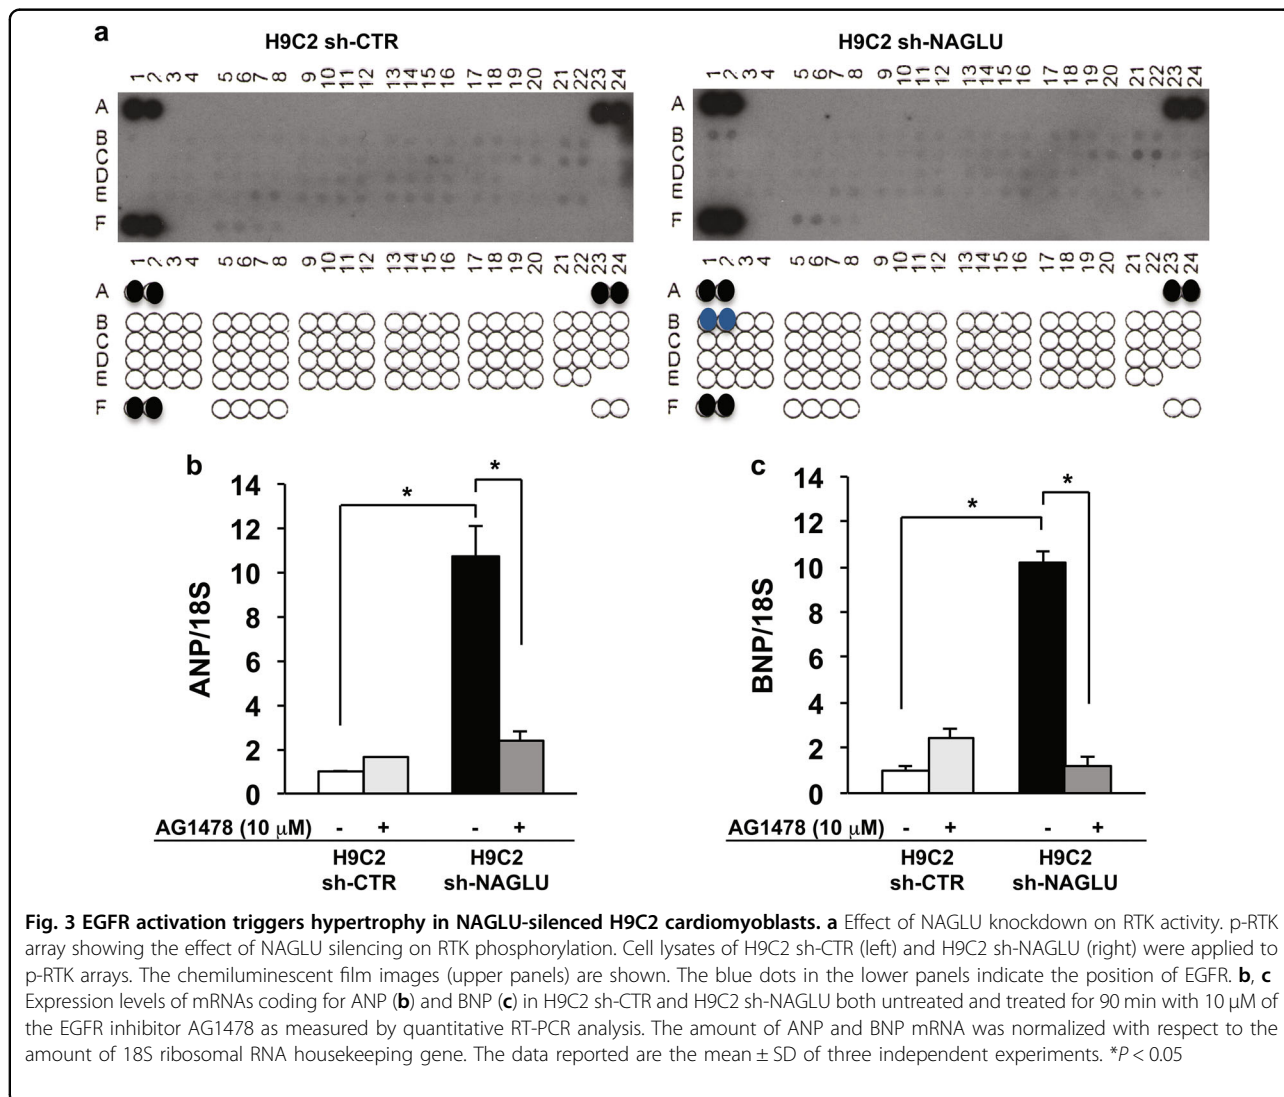 a
H9C2 sh-CTR
H9C2 sh-NAGLU
1 2 3 4 5 6 7 8 9 10 11 12 13 14 15 16 17 18 19 20 21 22 23 24
A
B
C
D
E
F
1 2 3 4 5 6 7 8 9 10 11 12 13 14 15 16 17 18 19 20 21 22 23 24
A
B
C
D
E
F
1 2 3 4 5 6 7 8 9 10 11 12 13 14 15 16 17 18 19 20 21 22 23 24
A
B
C
D
E
F
1 2 3 4 5 6 7 8 9 10 11 12 13 14 15 16 17 18 19 20 21 22 23 24
A
B
C
D
E
F
b
ANP/18S
14
12
10
8
6
4
2
0
*
*
AG1478 (10 μM) - + - +
H9C2 H9C2
sh-CTR sh-NAGLU
c
BNP/18S
14
12
10
8
6
4
2
0
*
*
AG1478 (10 μM) - + - +
H9C2 H9C2
sh-CTR sh-NAGLU
Fig. 3 EGFR activation triggers hypertrophy in NAGLU-silenced H9C2 cardiomyoblasts. a Effect of NAGLU knockdown on RTK activity. p-RTK
array showing the effect of NAGLU silencing on RTK phosphorylation. Cell lysates of H9C2 sh-CTR (left) and H9C2 sh-NAGLU (right) were applied to
p-RTK arrays. The chemiluminescent film images (upper panels) are shown. The blue dots in the lower panels indicate the position of EGFR. b, c
Expression levels of mRNAs coding for ANP (b) and BNP (c) in H9C2 sh-CTR and H9C2 sh-NAGLU both untreated and treated for 90 min with 10 μM of
the EGFR inhibitor AG1478 as measured by quantitative RT-PCR analysis. The amount of ANP and BNP mRNA was normalized with respect to the
amount of 18S ribosomal RNA housekeeping gene. The data reported are the mean ± SD of three independent experiments. *P < 0.05